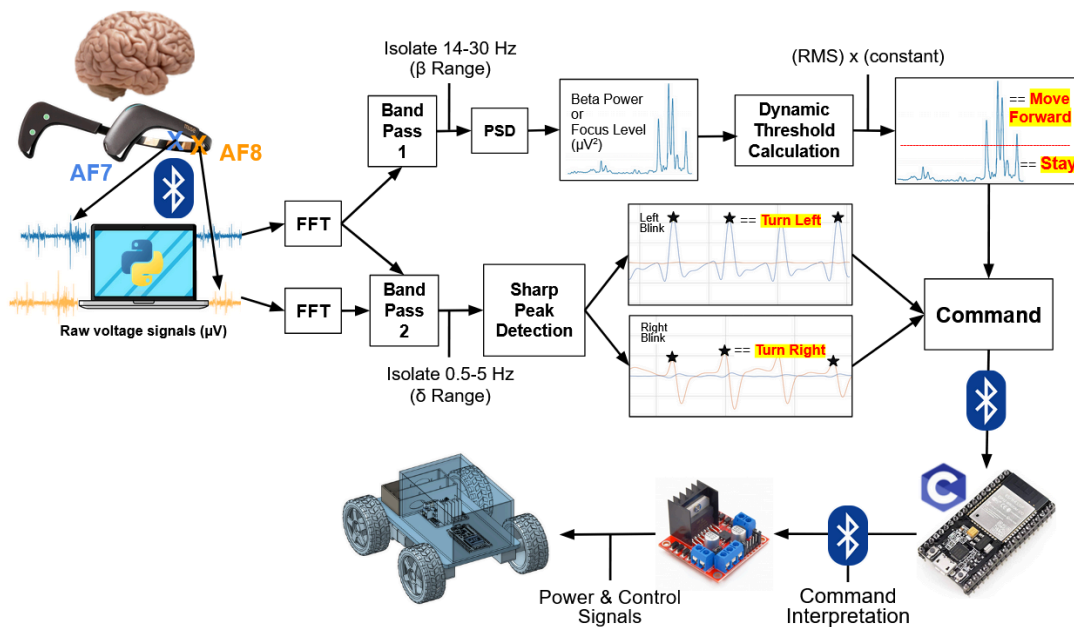 Isolate 14-30 Hz
(β Range)
(RMS) x (constant)
Band
Pass
1
PSD
Beta Power
or
Focus Level
(µV²)
Dynamic
Threshold
Calculation
== Move
Forward
== Stay
AF7
AF8
FFT
Left
Blink
== Turn Left
FFT
Band
Pass
2
Sharp
Peak
Detection
Right
Blink
== Turn Right
Command
Raw voltage signals (µV)
Isolate 0.5-5 Hz
(δ Range)
C
Power & Control
Signals
Command
Interpretation